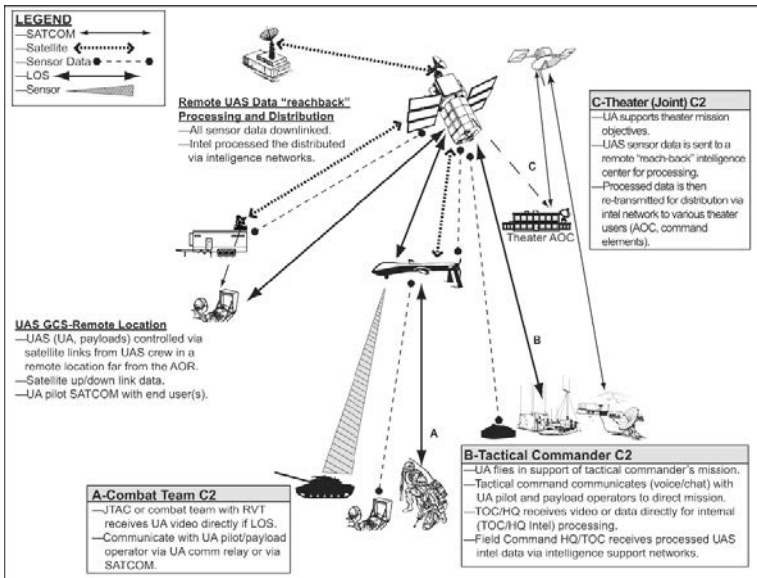 LEGEND
—SATCOM
—Satellite
—Sensor Data
—LOS
—Sensor
Remote UAS Data “reachback”
Processing and Distribution
—All sensor data downlinked.
—Intel processed the distributed
via inteligence networks.
C-Theater (Joint) C2
—UA supports theater mission
objectives.
—UAS sensor data is sent to a
remote “reach-back” intelligence
center for processing.
—Processed data is then
re-transmitted for distribution via
intel network to various theater
users (AOC, command
elements).
C
Theater AOC
UAS GCS-Remote Location
—UAS (UA, payloads) controlled via
satellite links from UAS crew in a
remote location far from the AOR.
—Satellite up/down link data.
—UA pilot SATCOM with end user(s).
B
A
A-Combat Team C2
—JTAC or combat team with RVT
receives UA video directly if LOS.
—Communicate with UA pilot/payload
operator via UA comm relay or via
SATCOM.
B-Tactical Commander C2
—UA flies in support of tactical commander’s mission.
—Tactical command communicates (voice/chat) with
UA pilot and payload operators to direct mission.
—TOC/HQ receives video or data directly for internal
(TOC/HQ Intel) processing.
—Field Command HQ/TOC receives processed UAS
intel data via intelligence support networks.